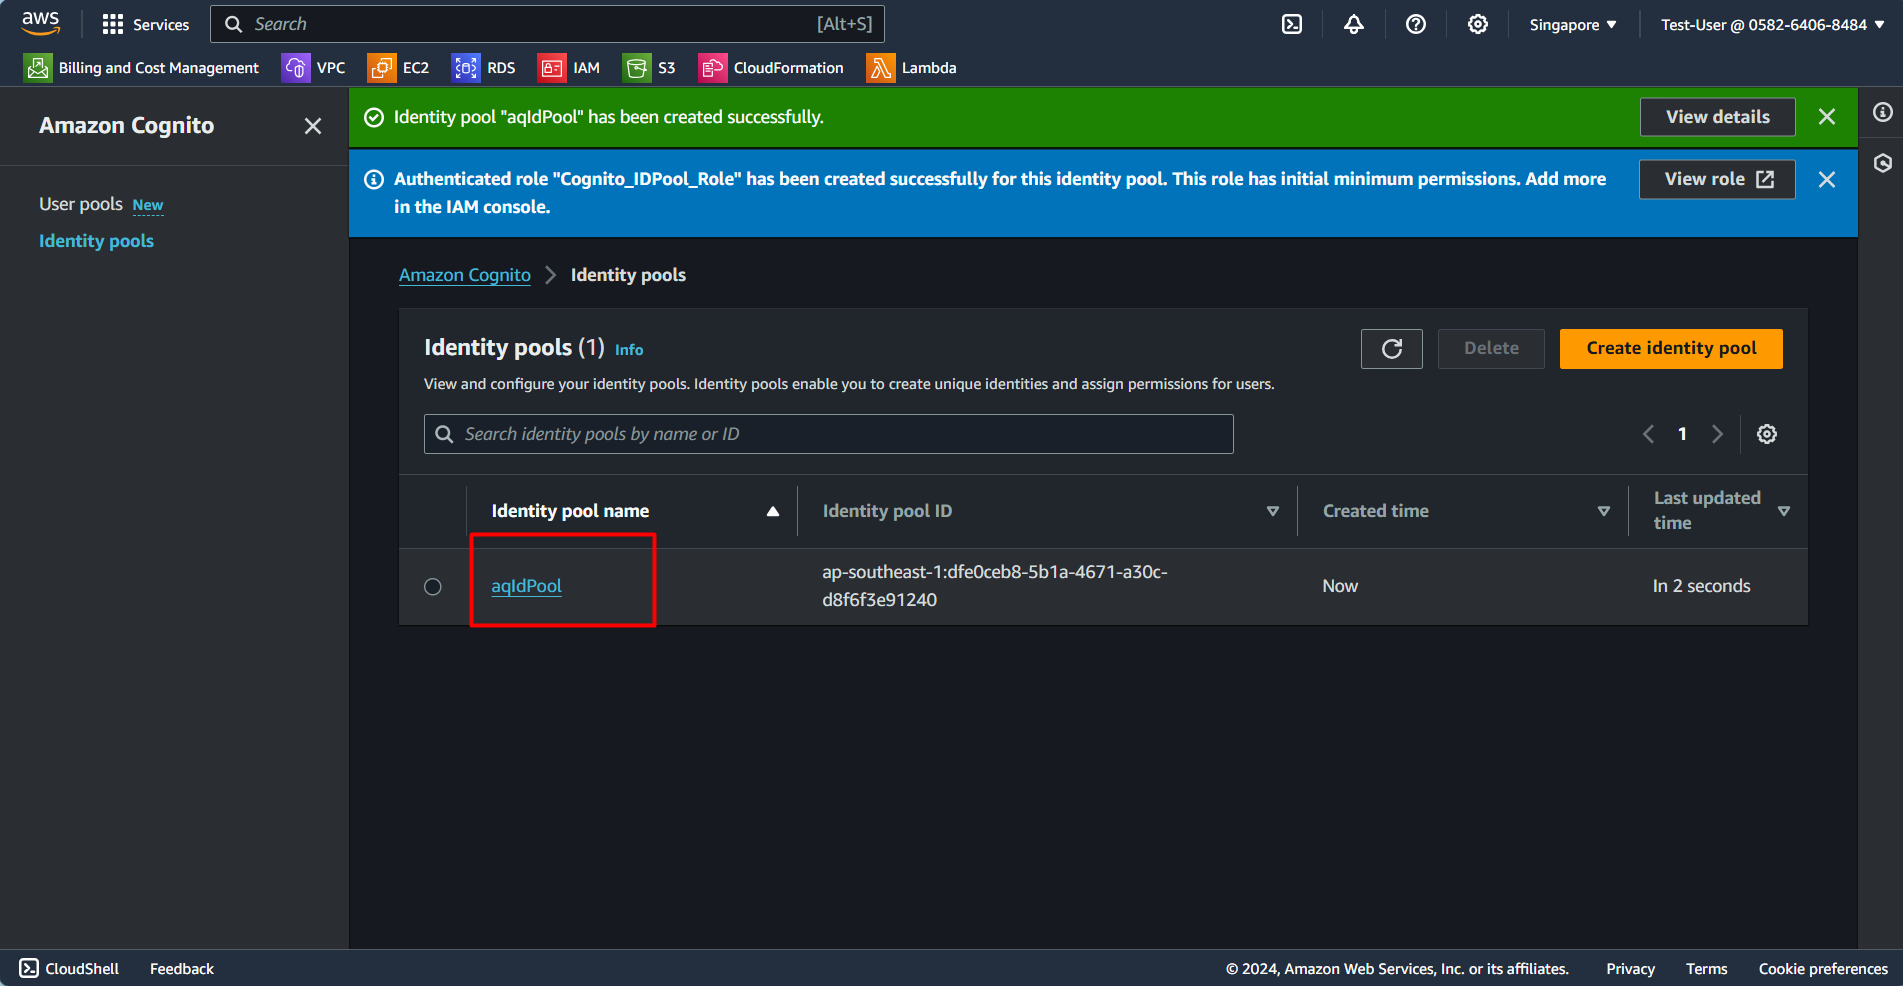 aws
Services
Search
[Alt+S]
Singapore
Test-User @ 0582-6406-8484
Billing and Cost Management
VPC
EC2
RDS
IAM
S3
CloudFormation
Lambda
Amazon Cognito
User pools New
Identity pools
Identity pool "aqIdPool" has been created successfully.
View details
Authenticated role "Cognito_IDPool_Role" has been created successfully for this identity pool. This role has initial minimum permissions. Add more
in the IAM console.
View role
Amazon Cognito
Identity pools
Identity pools (1) Info
Delete
Create identity pool
View and configure your identity pools. Identity pools enable you to create unique identities and assign permissions for users.
Search identity pools by name or ID
1
Identity pool name
Identity pool ID
Created time
Last updated
time
aqIdPool
ap-southeast-1:dfe0ceb8-5b1a-4671-a30c-
d8f6f3e91240
Now
In 2 seconds
CloudShell
Feedback
© 2024, Amazon Web Services, Inc. or its affiliates.
Privacy
Terms
Cookie preferences